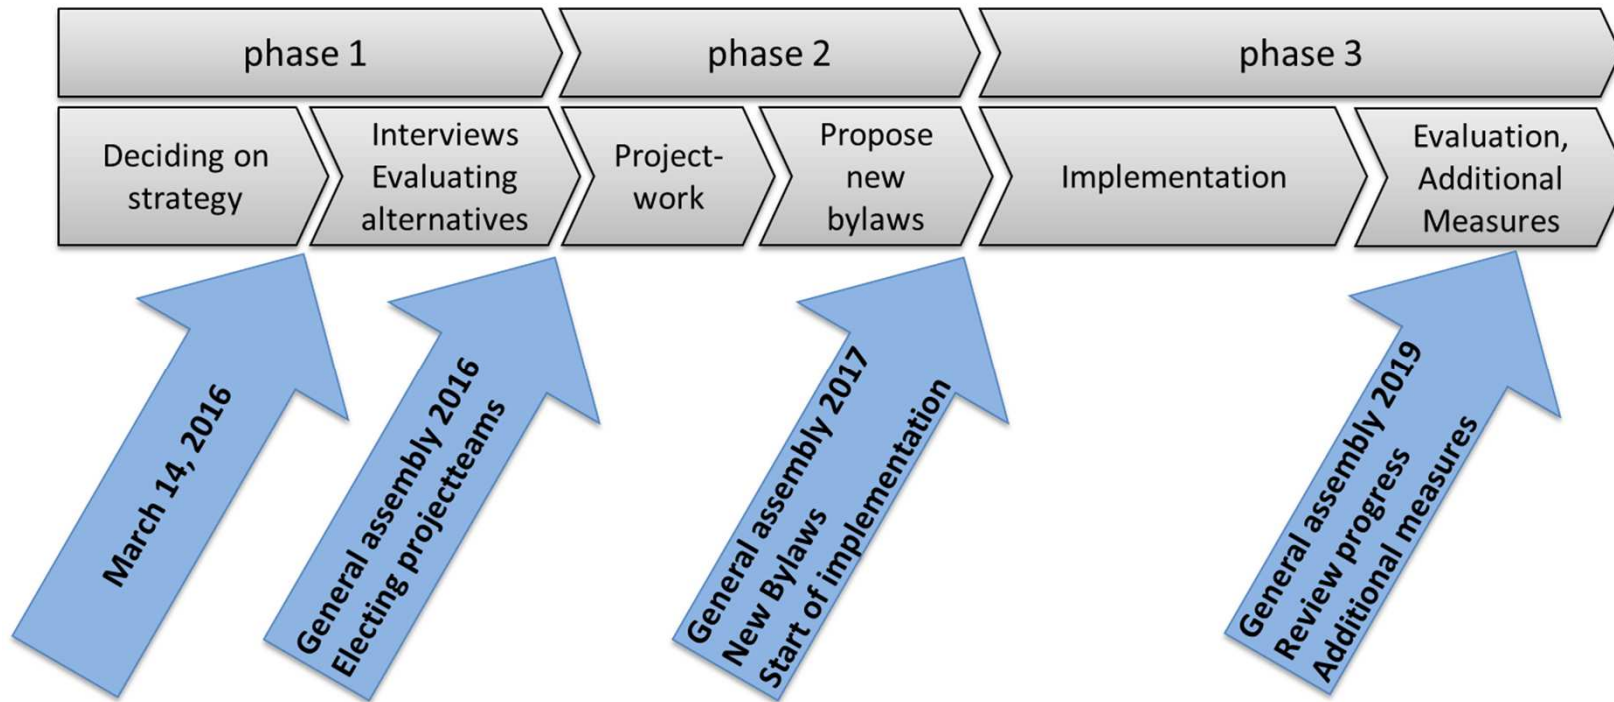 phase 1
phase 2
phase 3
Deciding on
strategy
Interviews
Evaluating
alternatives
Project-
work
Propose
new
bylaws
Implementation
Evaluation,
Additional
Measures
March 14, 2016
General assembly 2016
Electing projectteams
General assembly 2017
New Bylaws
Start of implementation
General assembly 2019
Review progress
Additional measures